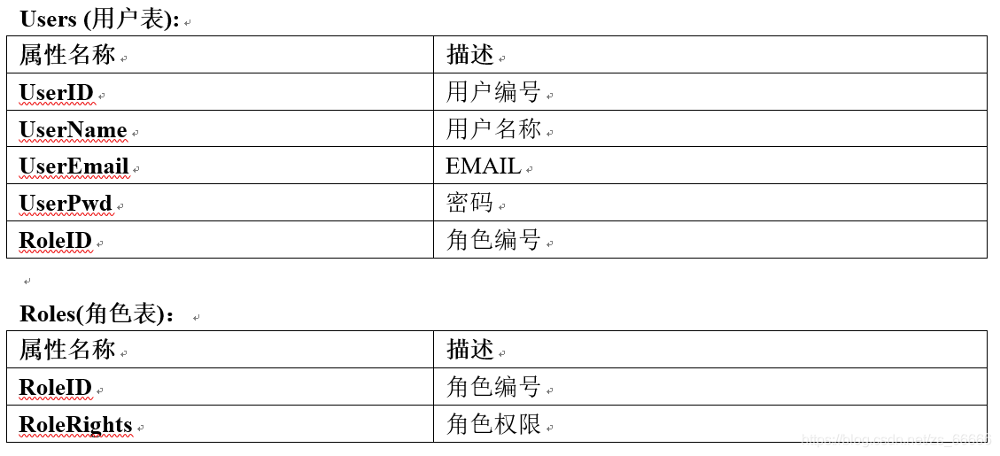 Users (用户表):
属性名称 描述
UserID 用户编号
UserName 用户名称
UserEmail EMAIL
UserPwd 密码
RoleID 角色编号
Roles(角色表)：
属性名称 描述
RoleID 角色编号
RoleRights 角色权限